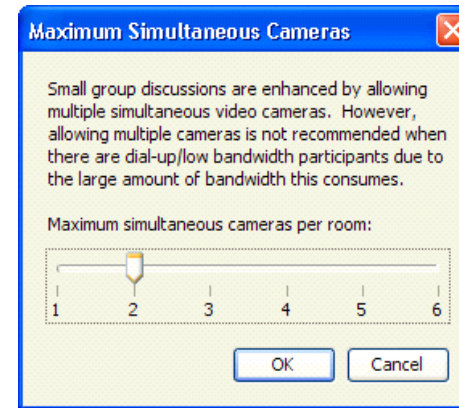 Maximum Simultaneous Cameras
Small group discussions are enhanced by allowing
multiple simultaneous video cameras. However,
allowing multiple cameras is not recommended when
there are dial-up/low bandwidth participants due to
the large amount of bandwidth this consumes.
Maximum simultaneous cameras per room:
1 2 3 4 5 6
OK Cancel